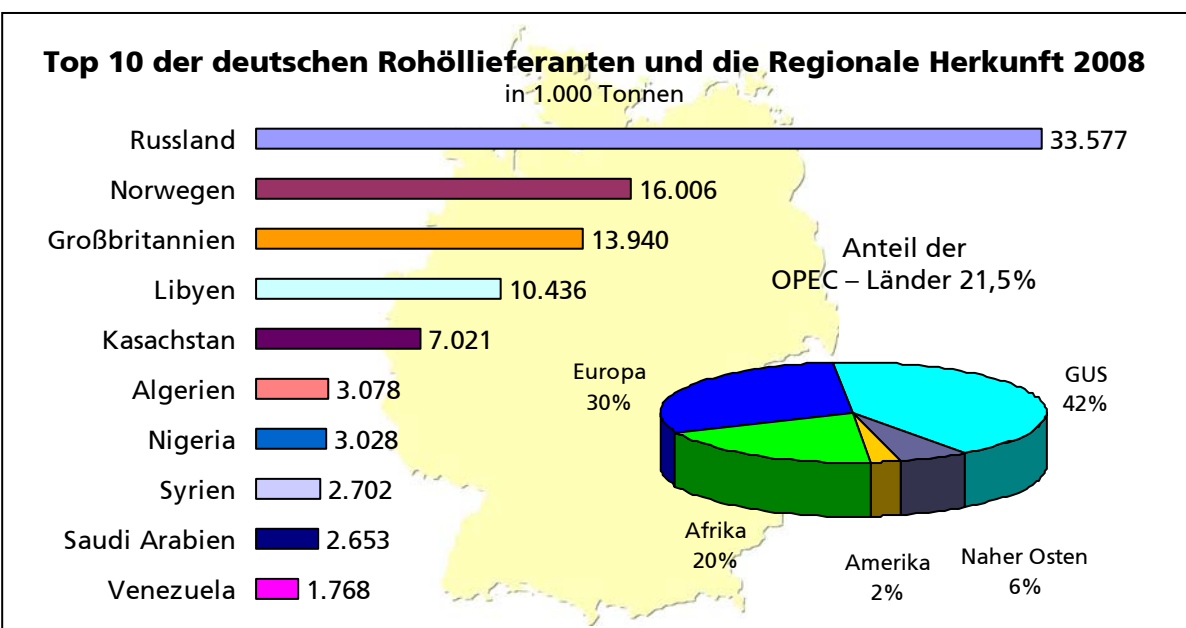 Top 10 der deutschen Rohöllieferanten und die Regionale Herkunft 2008
in 1.000 Tonnen
Russland 33.577
Norwegen 16.006
Großbritannien 13.940
Libyen 10.436
Kasachstan 7.021
Algerien 3.078
Nigeria 3.028
Syrien 2.702
Saudi Arabien 2.653
Venezuela 1.768
Anteil der
OPEC – Länder 21,5%
Europa
30%
GUS
42%
Afrika
20%
Amerika
2%
Naher Osten
6%